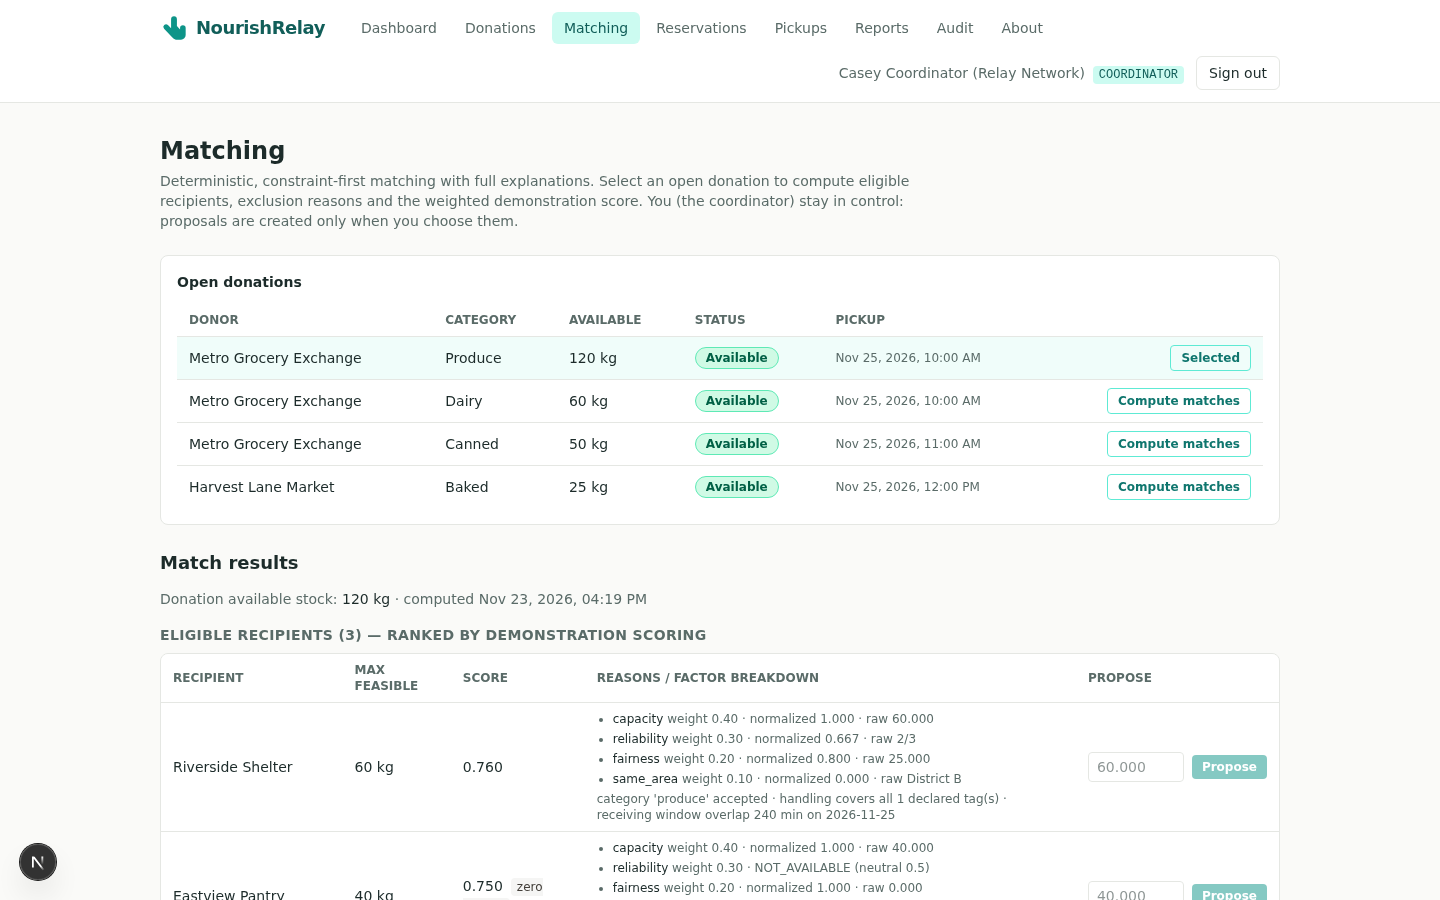 NourishRelay
Dashboard
Donations
Matching
Reservations
Pickups
Reports
Audit
About
Casey Coordinator (Relay Network) COORDINATOR
Sign out
Matching
Deterministic, constraint-first matching with full explanations. Select an open donation to compute eligible
recipients, exclusion reasons and the weighted demonstration score. You (the coordinator) stay in control:
proposals are created only when you choose them.
Open donations
DONOR CATEGORY AVAILABLE STATUS PICKUP
Metro Grocery Exchange Produce 120 kg Available Nov 25, 2026, 10:00 AM Selected
Metro Grocery Exchange Dairy 60 kg Available Nov 25, 2026, 10:00 AM Compute matches
Metro Grocery Exchange Canned 50 kg Available Nov 25, 2026, 11:00 AM Compute matches
Harvest Lane Market Baked 25 kg Available Nov 25, 2026, 12:00 PM Compute matches
Match results
Donation available stock: 120 kg · computed Nov 23, 2026, 04:19 PM
ELIGIBLE RECIPIENTS (3) — RANKED BY DEMONSTRATION SCORING
RECIPIENT MAX FEASIBLE SCORE REASONS / FACTOR BREAKDOWN PROPOSE
• capacity weight 0.40 · normalized 1.000 · raw 60.000
• reliability weight 0.30 · normalized 0.667 · raw 2/3
• fairness weight 0.20 · normalized 0.800 · raw 25.000
Riverside Shelter 60 kg 0.760 60.000 Propose
• same_area weight 0.10 · normalized 0.000 · raw District B
category 'produce' accepted · handling covers all 1 declared tag(s) ·
receiving window overlap 240 min on 2026-11-25
• capacity weight 0.40 · normalized 1.000 · raw 40.000
• reliability weight 0.30 · NOT_AVAILABLE (neutral 0.5)
• fairness weight 0.20 · normalized 1.000 · raw 0.000
Eastview Pantry 40 kg 0.750 zero 40.000 Propose
N